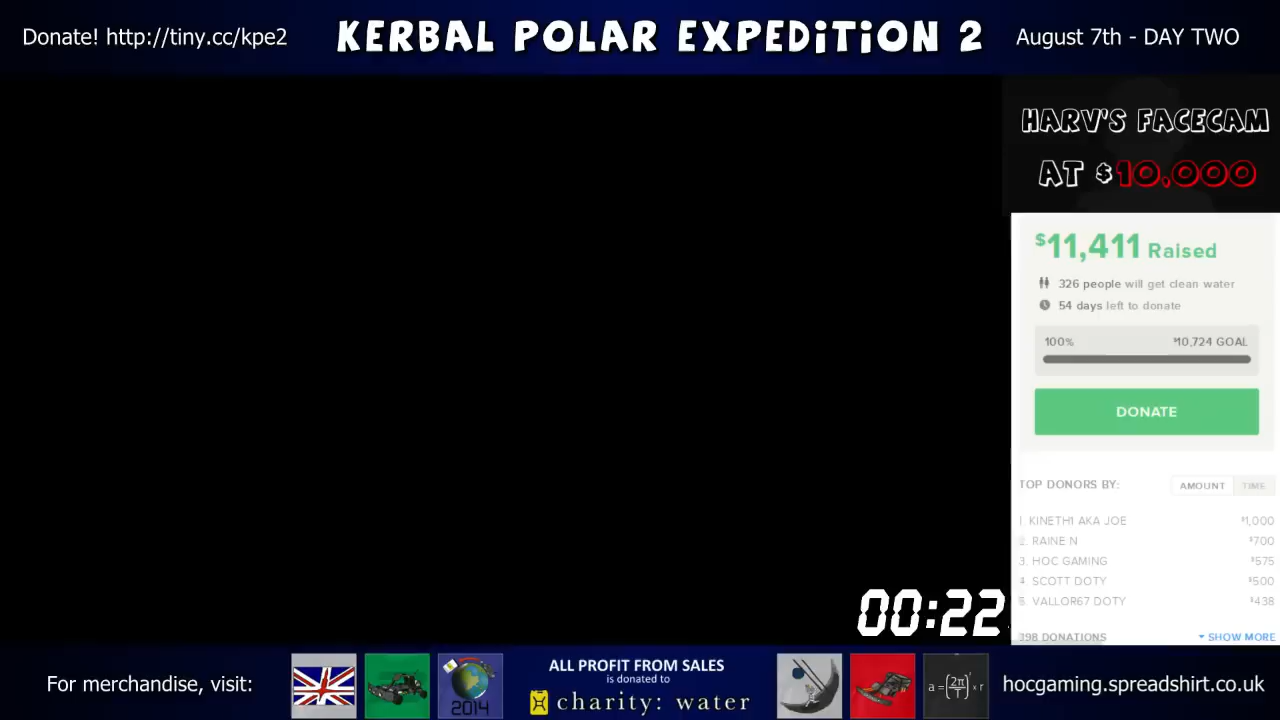 Donate! http://tiny.cc/kpe2
KERBAL POLAR EXPEDiTiON 2
August 7th - DAY TWO
HARV'S FACECAM
AT $10,000
$11,411 Raised
326 people will get clean water
54 days left to donate
100% $10,724 GOAL
DONATE
TOP DONORS BY: AMOUNT TIME
1. KINETH1 AKA JOE $1,000
2. RAINE N $700
3. HOC GAMING $575
4 SCOTT DOTY $500
5. VALLOR67 DOTY $438
398 DONATIONS SHOW MORE
00:22
For merchandise, visit:
2014
ALL PROFIT FROM SALES
is donated to
charity: water
a=(2π/T)²×r
hocgaming.spreadshirt.co.uk